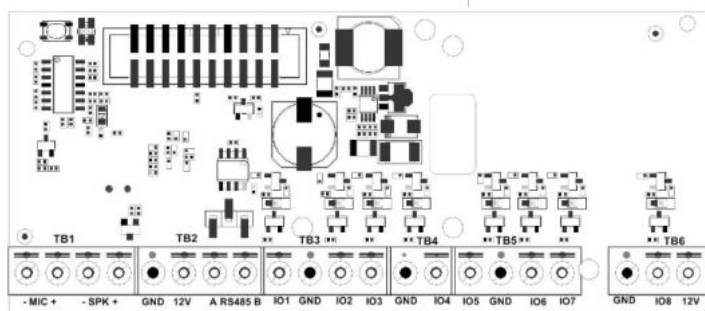 TB1 TB2 TB3 TB4 TB5 TB6
- MIC + - SPK + GND 12V A RS485 B IO1 GND IO2 IO3 GND IO4 IO5 GND IO6 IO7 GND IO8 12V